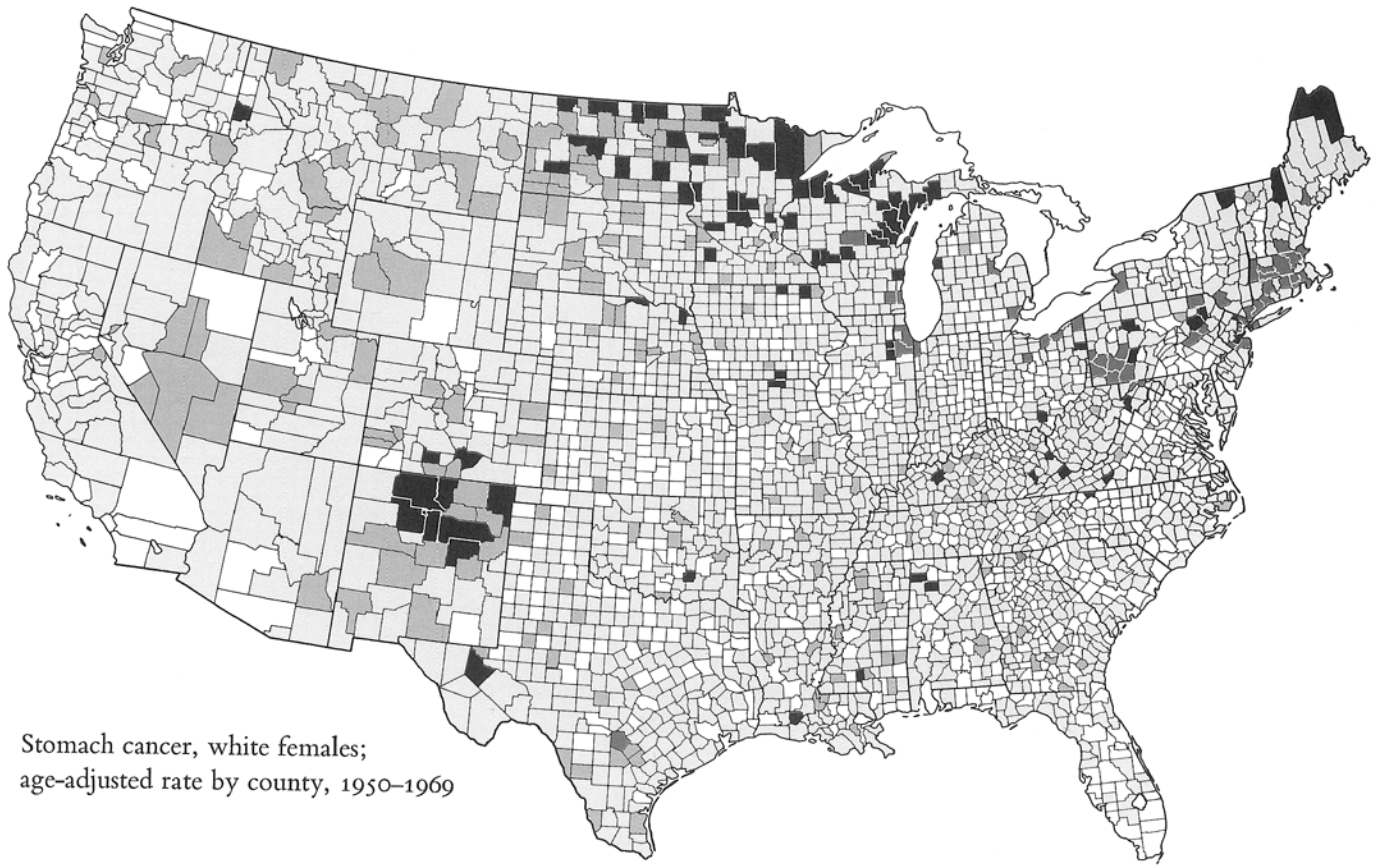 Stomach cancer, white females;
age-adjusted rate by county, 1950–1969